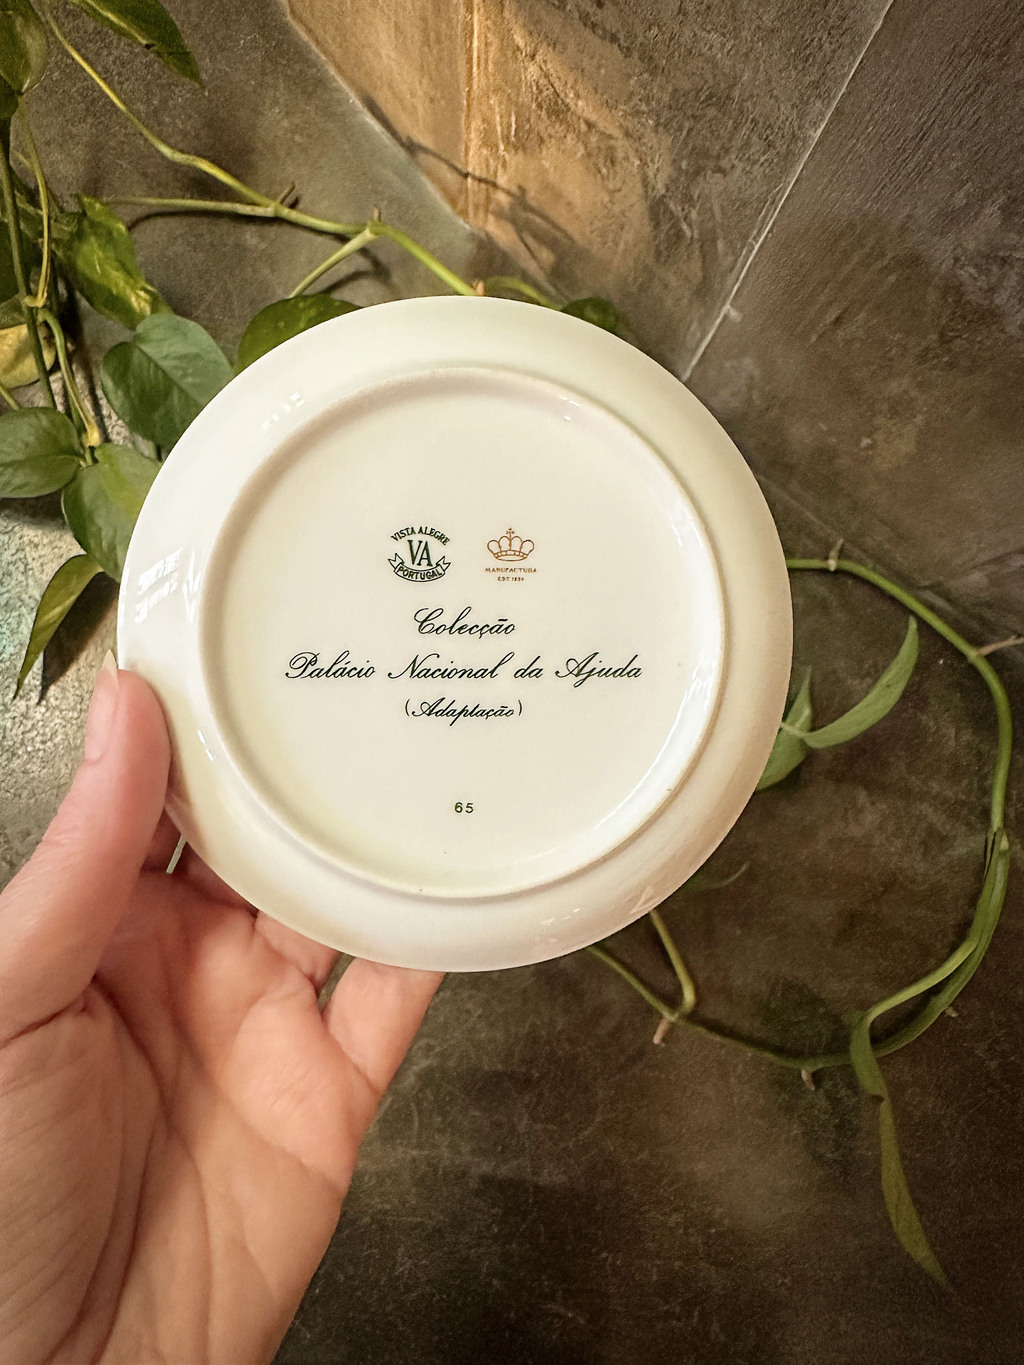 VISTA ALEGRE
VA
PORTUGAL
MANUFACTURA
EST. 1824
Colecção
Palácio Nacional da Ajuda
(Adaptação)
65